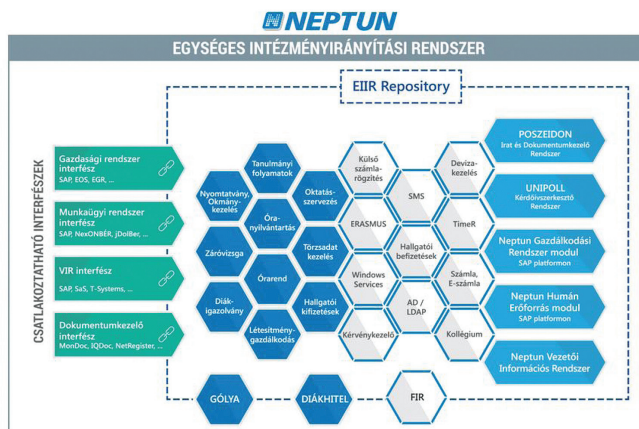 NEPTUN
EGYSÉGES INTÉZMÉNYIRÁNYÍTÁSI RENDSZER
EIIR Repository
CSATLAKOZTATHATÓ INTERFÉSZEK
Gazdasági rendszer
interfész
SAP, EOS, EGR, ...
Munkaügyi rendszer
interfész
SAP, NexONBÉR, jDolBer, ...
VIR interfész
SAP, SaS, T-Systems, ...
Dokumentumkezelő
interfész
MonDoc, IQDoc, NetRegister, ...
Nyomtatvány,
Okmány-
kezelés
Záróvizsga
Diák-
igazolvány
Tanulmányi
folyamatok
Óra-
nyilvántartás
Órarend
Létesítmény-
gazdálkodás
Oktatás-
szervezés
Törzsadat
kezelés
Hallgatói
kifizetések
Külső
számla-
rögzítés
ERASMUS
Windows
Services
Kérvénykezelő
SMS
Hallgatói
befizetések
AD /
LDAP
Deviza-
kezelés
TimeR
Számla,
E-számla
Kollégium
POSZEIDON
Irat és Dokumentumkezelő
Rendszer
UNIPOLL
Kérdőívszerkesztő
Rendszer
Neptun Gazdálkodási
Rendszer modul
SAP platformon
Neptun Humán
Erőforrás modul
SAP platformon
Neptun Vezetői
Információs Rendszer
GÓLYA
DIÁKHITEL
FIR